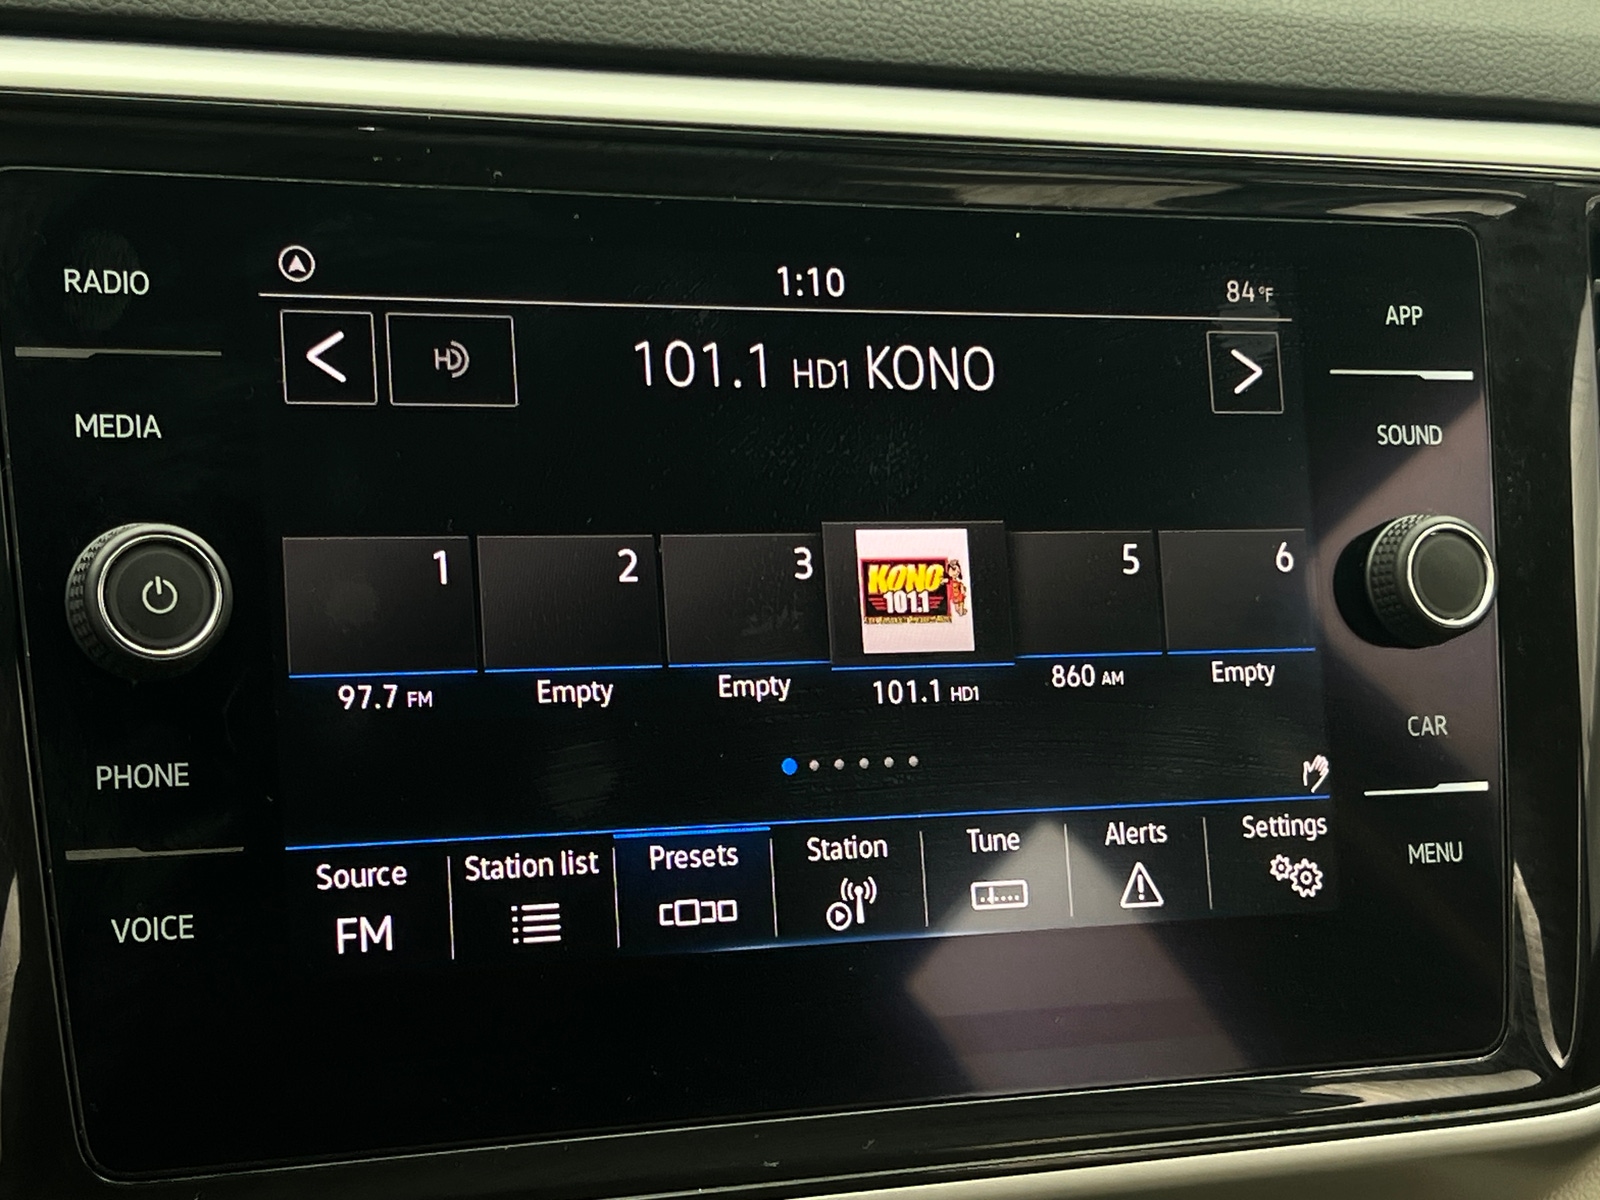 RADIO
MEDIA
PHONE
VOICE
1:10
84°F
HD
101.1 HD1 KONO
1
2
3
KONO
101.1
5
6
97.7 FM
Empty
Empty
101.1 HD1
860 AM
Empty
Source
FM
Station list
Presets
Station
Tune
Alerts
Settings
APP
SOUND
CAR
MENU